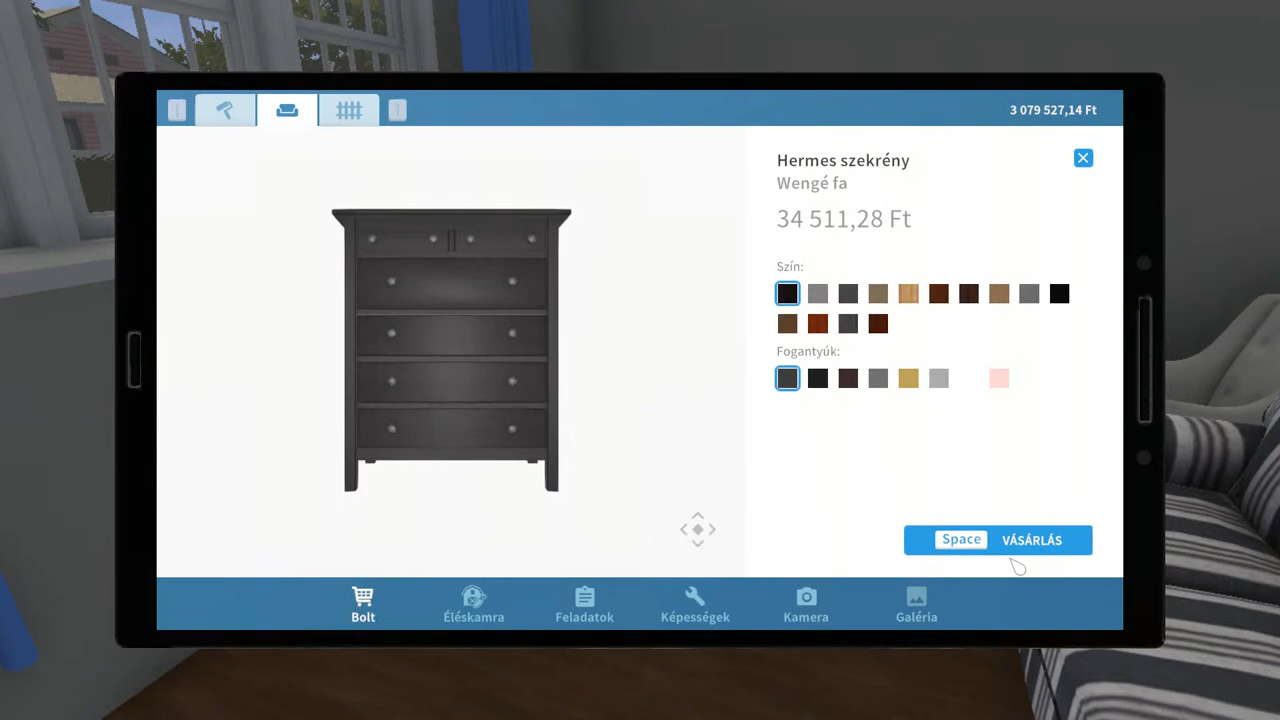 3 079 527,14 Ft
Hermes szekrény
Wengé fa
34 511,28 Ft
Szín:
Fogantyúk:
Space VÁSÁRLÁS
Bolt Éléskamra Feladatok Képességek Kamera Galéria